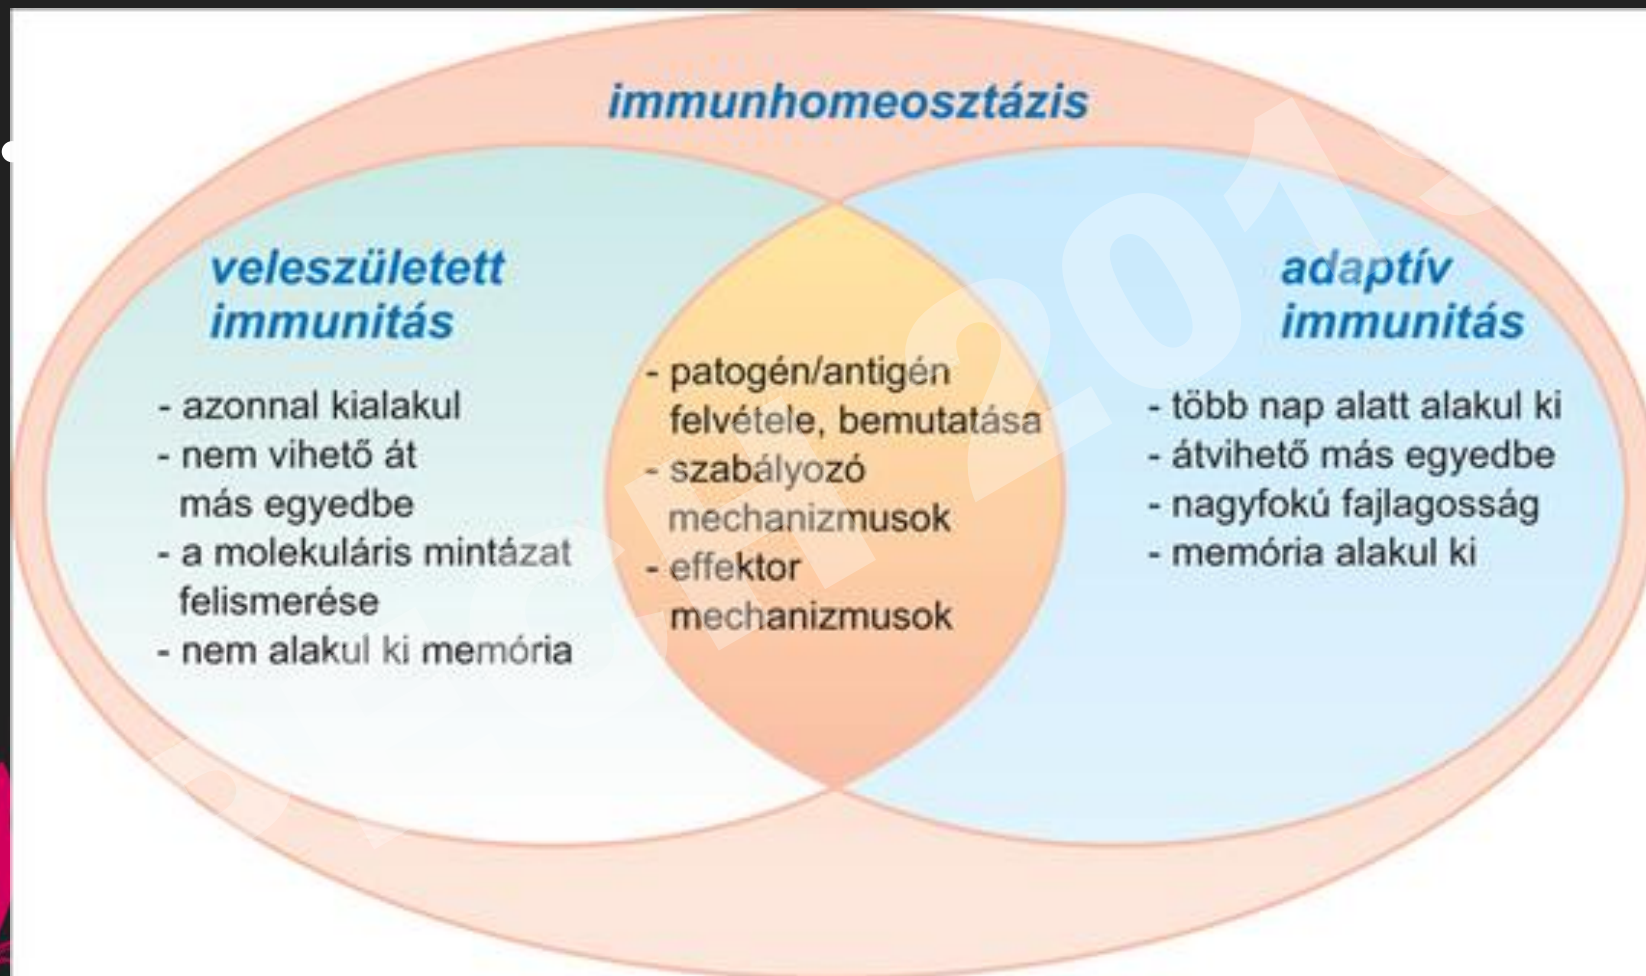 immunhomeosztázis
veleszületett
immunitás
- azonnal kialakul
- nem vihető át
más egyedbe
- a molekuláris mintázat
felismerése
- nem alakul ki memória
- patogén/antigén
felvétele, bemutatása
- szabályozó
mechanizmusok
- effektor
mechanizmusok
adaptív
immunitás
- több nap alatt alakul ki
- átvihető más egyedbe
- nagyfokú fajlagosság
- memória alakul ki